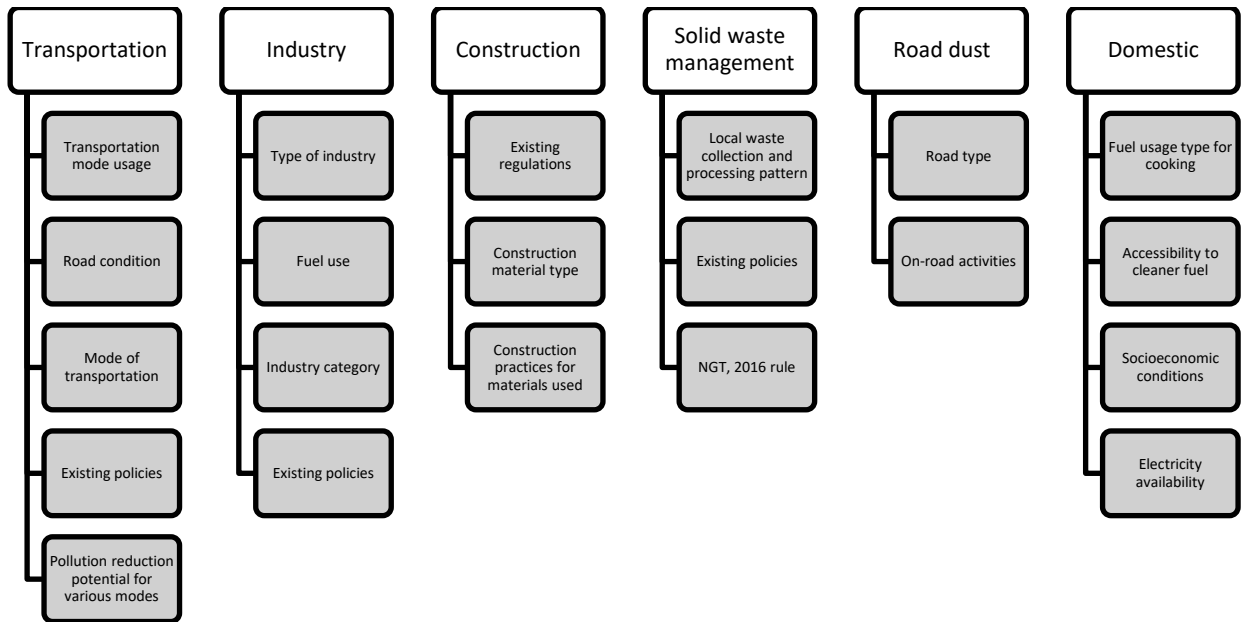 Transportation
Transportation
mode usage
Road condition
Mode of
transportation
Existing policies
Pollution reduction
potential for
various modes
Industry
Type of industry
Fuel use
Industry category
Existing policies
Construction
Existing
regulations
Construction
material type
Construction
practices for
materials used
Solid waste
management
Local waste
collection and
processing pattern
Existing policies
NGT, 2016 rule
Road dust
Road type
On-road activities
Domestic
Fuel usage type for
cooking
Accessibility to
cleaner fuel
Socioeconomic
conditions
Electricity
availability